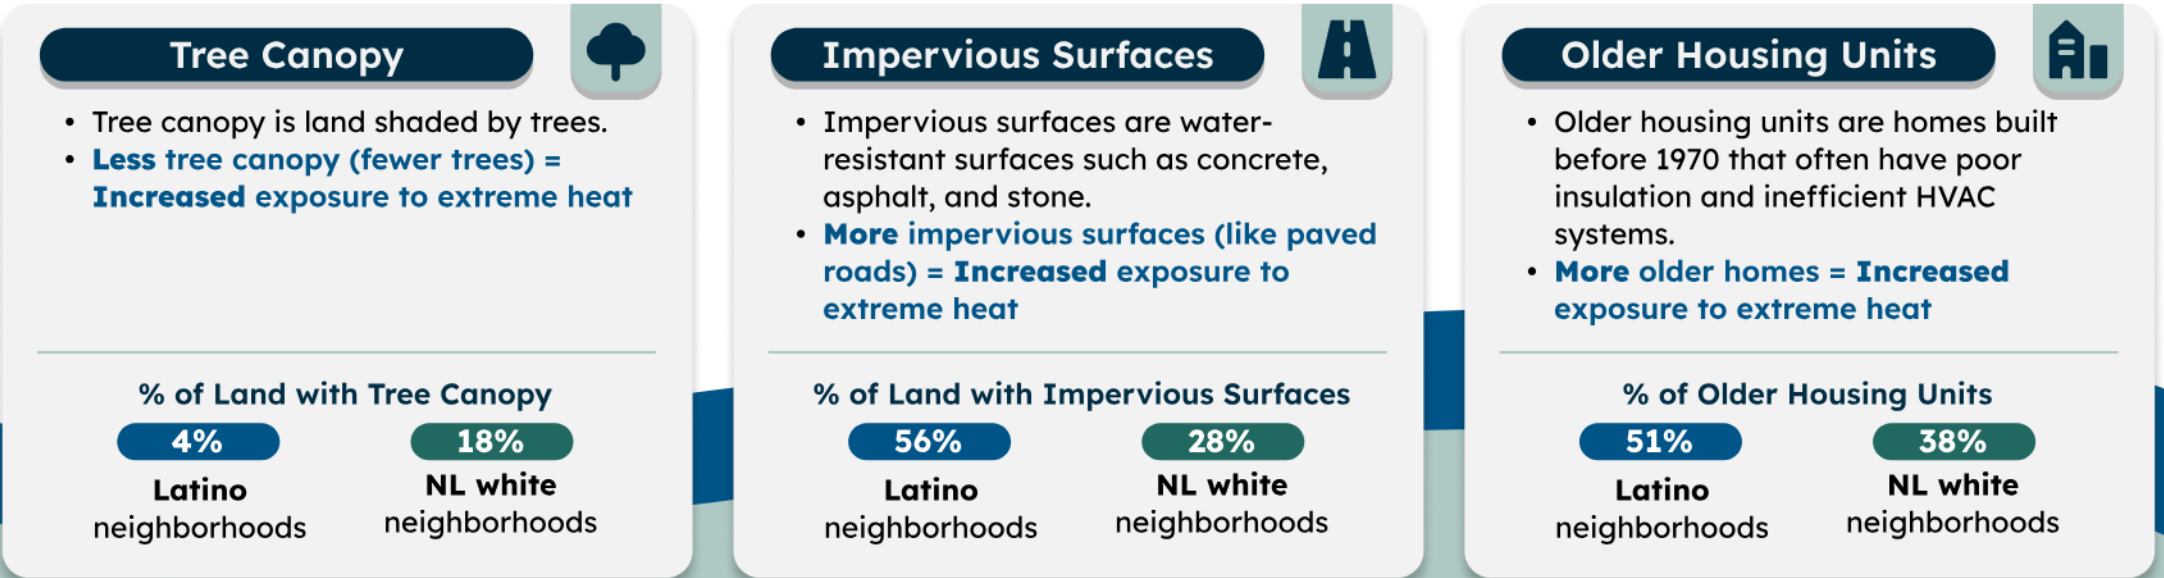 Tree Canopy
• Tree canopy is land shaded by trees.
• Less tree canopy (fewer trees) =
Increased exposure to extreme heat
% of Land with Tree Canopy
4%
Latino
neighborhoods
18%
NL white
neighborhoods
Impervious Surfaces
• Impervious surfaces are water-
resistant surfaces such as concrete,
asphalt, and stone.
• More impervious surfaces (like paved
roads) = Increased exposure to
extreme heat
% of Land with Impervious Surfaces
56%
Latino
neighborhoods
28%
NL white
neighborhoods
Older Housing Units
• Older housing units are homes built
before 1970 that often have poor
insulation and inefficient HVAC
systems.
• More older homes = Increased
exposure to extreme heat
% of Older Housing Units
51%
Latino
neighborhoods
38%
NL white
neighborhoods